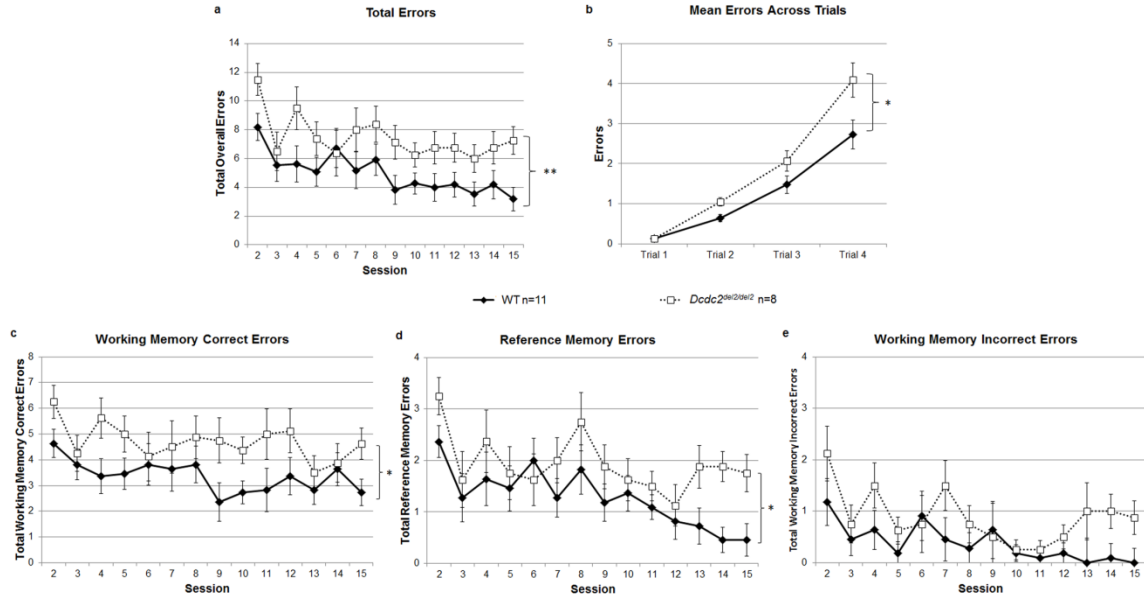 a
Total Errors
Total Overall Errors
14
12
10
8
6
4
2
0
2 3 4 5 6 7 8 9 10 11 12 13 14 15
Session
**
b
Mean Errors Across Trials
Errors
5
4
3
2
1
0
Trial 1 Trial 2 Trial 3 Trial 4
*
WT n=11
Dcdc2del2/del2 n=8
c
Working Memory Correct Errors
Total Working Memory Correct Errors
8
7
6
5
4
3
2
1
0
2 3 4 5 6 7 8 9 10 11 12 13 14 15
Session
*
d
Reference Memory Errors
Total Reference Memory Errors
4
3
2
1
0
2 3 4 5 6 7 8 9 10 11 12 13 14 15
Session
*
e
Working Memory Incorrect Errors
Total Working Memory Incorrect Errors
4
3
2
1
0
2 3 4 5 6 7 8 9 10 11 12 13 14 15
Session